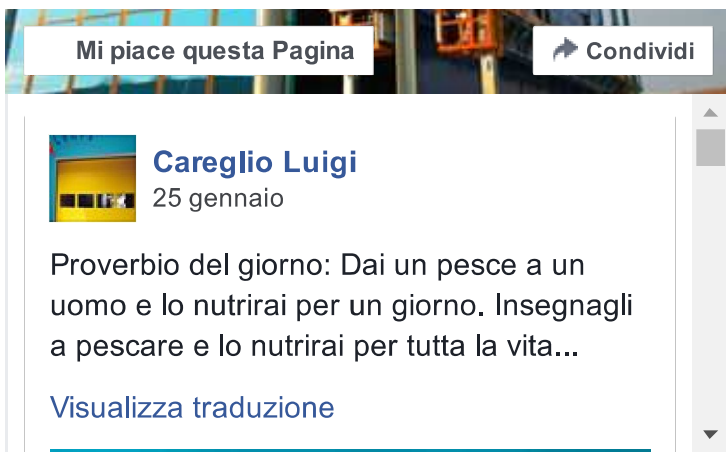 Mi piace questa Pagina
Condividi
Careglio Luigi
25 gennaio
Proverbio del giorno: Dai un pesce a un
uomo e lo nutrirai per un giorno. Insegnagli
a pescare e lo nutrirai per tutta la vita...
Visualizza traduzione